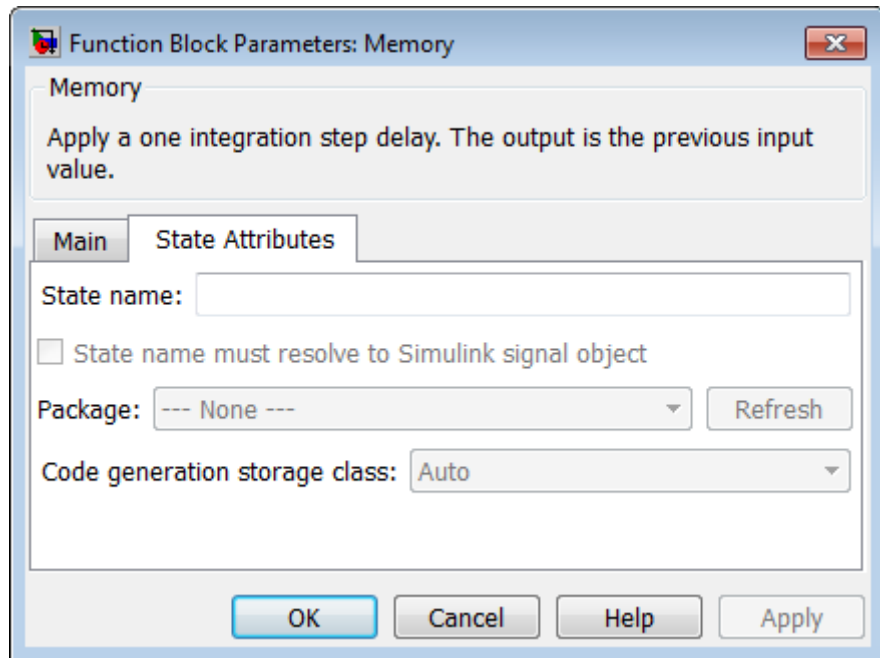 Function Block Parameters: Memory
Memory
Apply a one integration step delay. The output is the previous input
value.
Main State Attributes
State name:
State name must resolve to Simulink signal object
Package: --- None --- Refresh
Code generation storage class: Auto
OK Cancel Help Apply